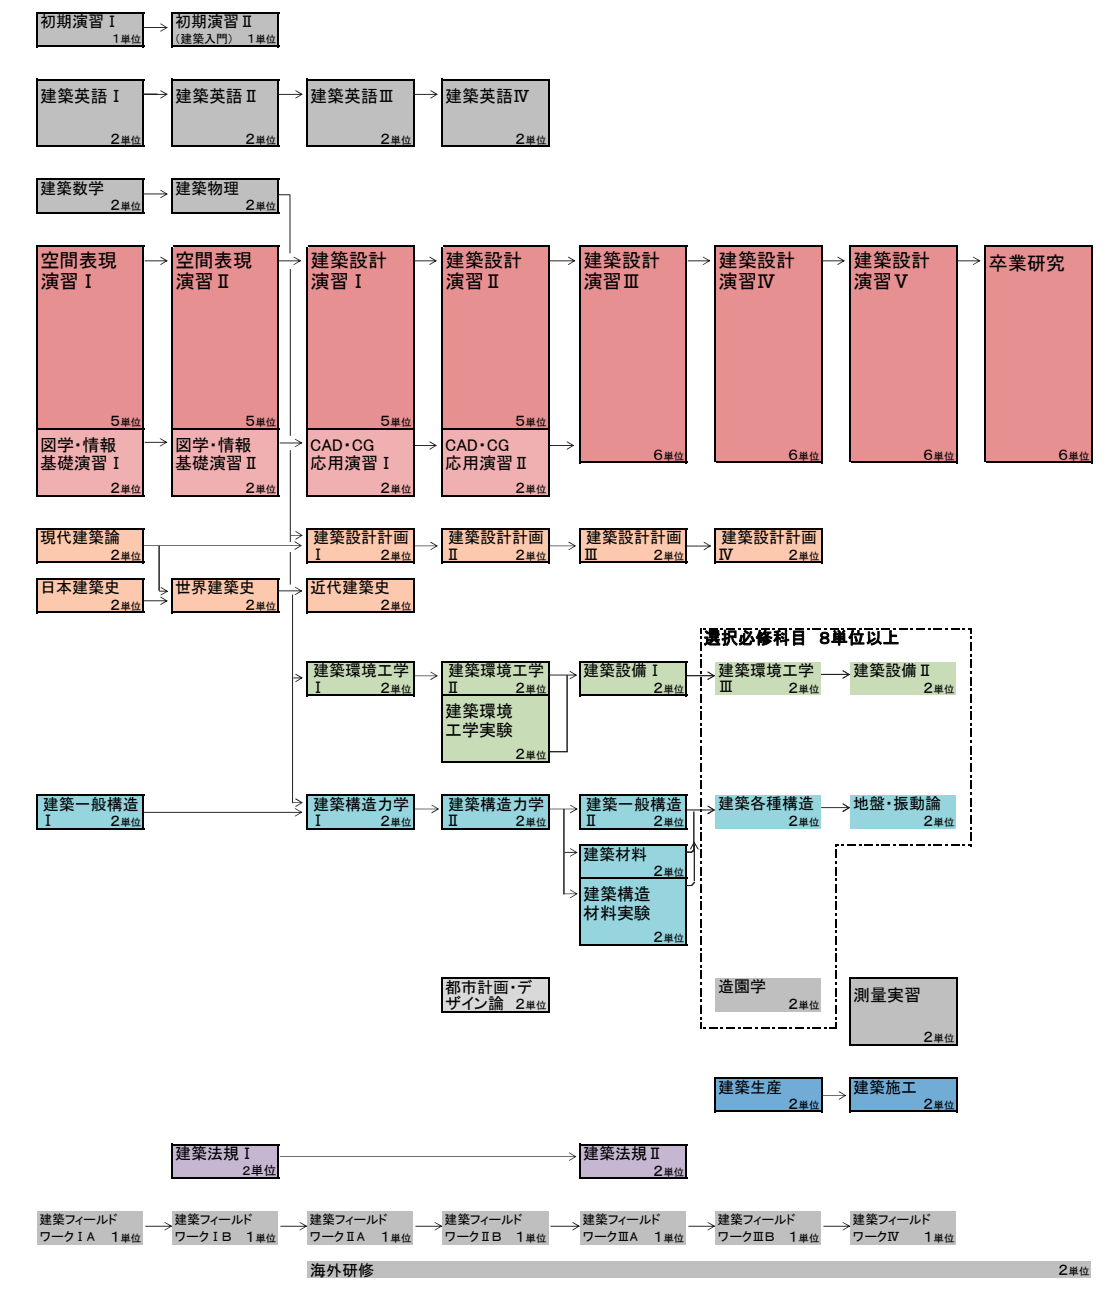 初期演習Ⅰ
1単位
初期演習Ⅱ
(建築入門) 1単位
建築英語Ⅰ
2単位
建築英語Ⅱ
2単位
建築英語Ⅲ
2単位
建築英語Ⅳ
2単位
建築数学
2単位
建築物理
2単位
空間表現
演習Ⅰ
5単位
空間表現
演習Ⅱ
5単位
建築設計
演習Ⅰ
5単位
建築設計
演習Ⅱ
5単位
建築設計
演習Ⅲ
6単位
建築設計
演習Ⅳ
6単位
建築設計
演習Ⅴ
6単位
卒業研究
6単位
図学・情報
基礎演習Ⅰ
2単位
図学・情報
基礎演習Ⅱ
2単位
CAD・CG
応用演習Ⅰ
2単位
CAD・CG
応用演習Ⅱ
2単位
現代建築論
2単位
建築設計計画
Ⅰ 2単位
建築設計計画
Ⅱ 2単位
建築設計計画
Ⅲ 2単位
建築設計計画
Ⅳ 2単位
日本建築史
2単位
世界建築史
2単位
近代建築史
2単位
選択必修科目 8単位以上
建築環境工学
Ⅰ 2単位
建築環境工学
Ⅱ 2単位
建築設備Ⅰ
2単位
建築環境工学
Ⅲ 2単位
建築設備Ⅱ
2単位
建築環境
工学実験
2単位
建築一般構造
Ⅰ 2単位
建築構造力学
Ⅰ 2単位
建築構造力学
Ⅱ 2単位
建築一般構造
Ⅱ 2単位
建築各種構造
2単位
地盤・振動論
2単位
建築材料
2単位
建築構造
材料実験
2単位
都市計画・デ
ザイン論 2単位
造園学
2単位
測量実習
2単位
建築生産
2単位
建築施工
2単位
建築法規Ⅰ
2単位
建築法規Ⅱ
2単位
建築フィールド
ワークⅠA 1単位
建築フィールド
ワークⅠB 1単位
建築フィールド
ワークⅡA 1単位
建築フィールド
ワークⅡB 1単位
建築フィールド
ワークⅢA 1単位
建築フィールド
ワークⅢB 1単位
建築フィールド
ワークⅣ 1単位
海外研修 2単位